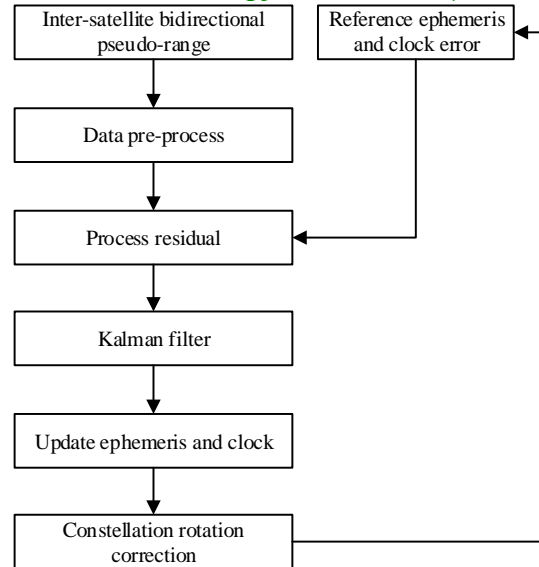 Inter-satellite bidirectional
pseudo-range
Reference ephemeris
and clock error
Data pre-process
Process residual
Kalman filter
Update ephemeris and clock
Constellation rotation
correction